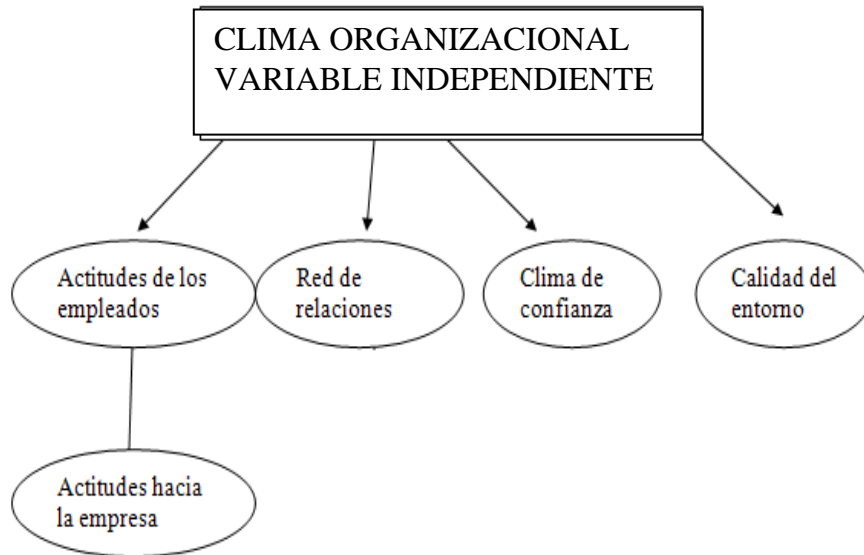 CLIMA ORGANIZACIONAL
VARIABLE INDEPENDIENTE
Actitudes de los
empleados
Red de
relaciones
Clima de
confianza
Calidad del
entorno
Actitudes hacia
la empresa